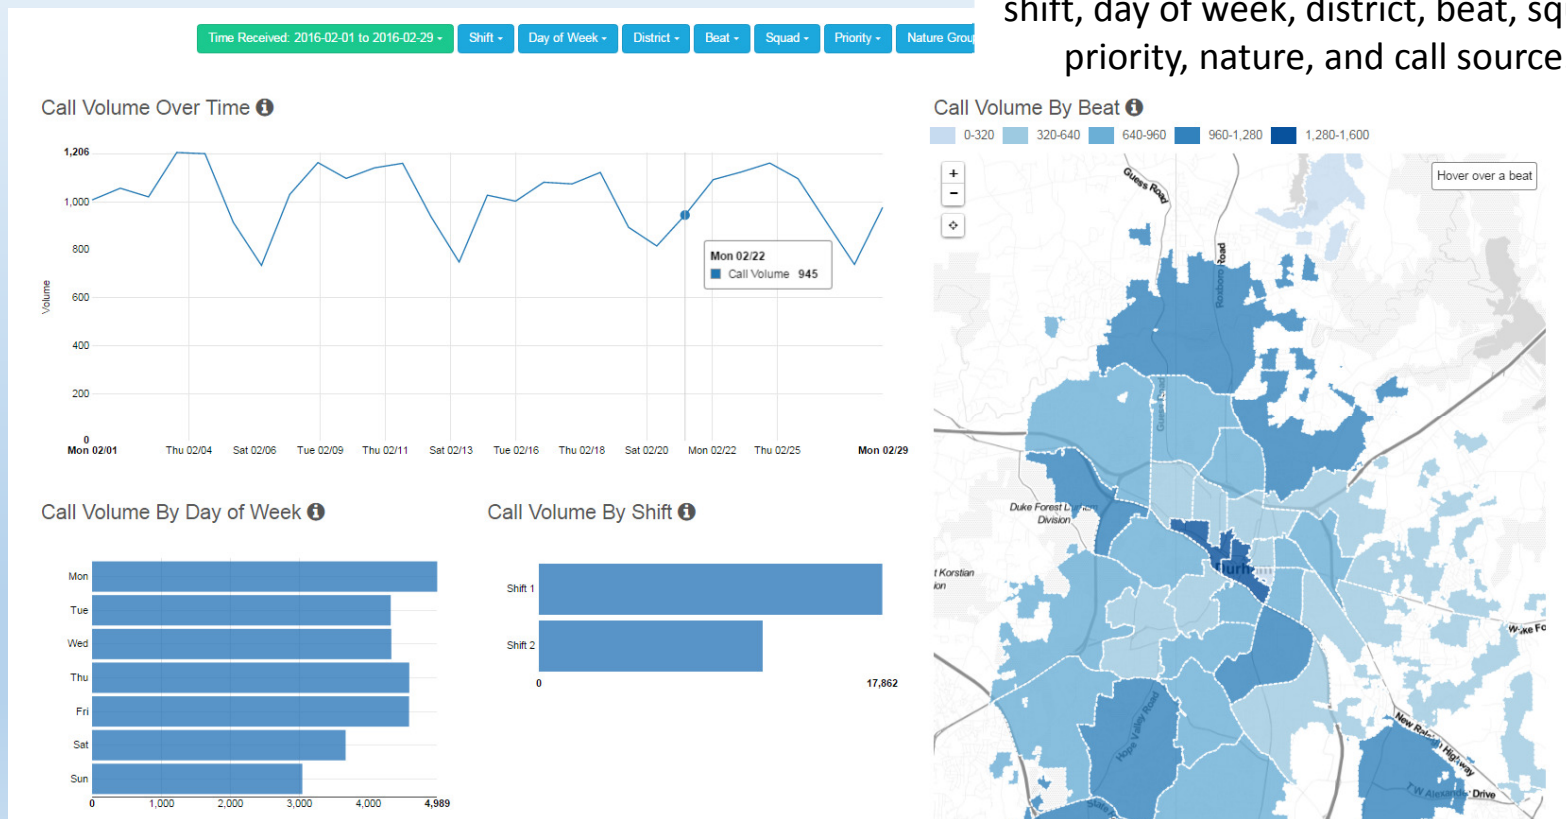 shift, day of week, district, beat,
priority, nature, and call source
Time Received: 2016-02-01 to 2016-02-29
Shift
Day of Week
District
Beat
Squad
Priority
Nature
Call Volume Over Time
1,206
1,000
800
600
400
200
0
Volume
Mon 02/22
Call Volume 945
Mon 02/01 Thu 02/04 Sat 02/06 Tue 02/09 Thu 02/11 Sat 02/13 Tue 02/16 Thu 02/18 Sat 02/20 Mon 02/22 Thu 02/25 Mon 02/29
Call Volume By Day of Week
Mon
Tue
Wed
Thu
Fri
Sat
Sun
0 1,000 2,000 3,000 4,000 4,989
Call Volume By Shift
Shift 1
Shift 2
0 17,862
Call Volume By Beat
0-320 320-640 640-960 960-1,280 1,280-1,600
+
-
Hover over a beat
Guess Road
Roxboro Road
Duke Forest
Division
Korstian
Hope Valley Road
New Raleigh Highway
T W Alexander Drive